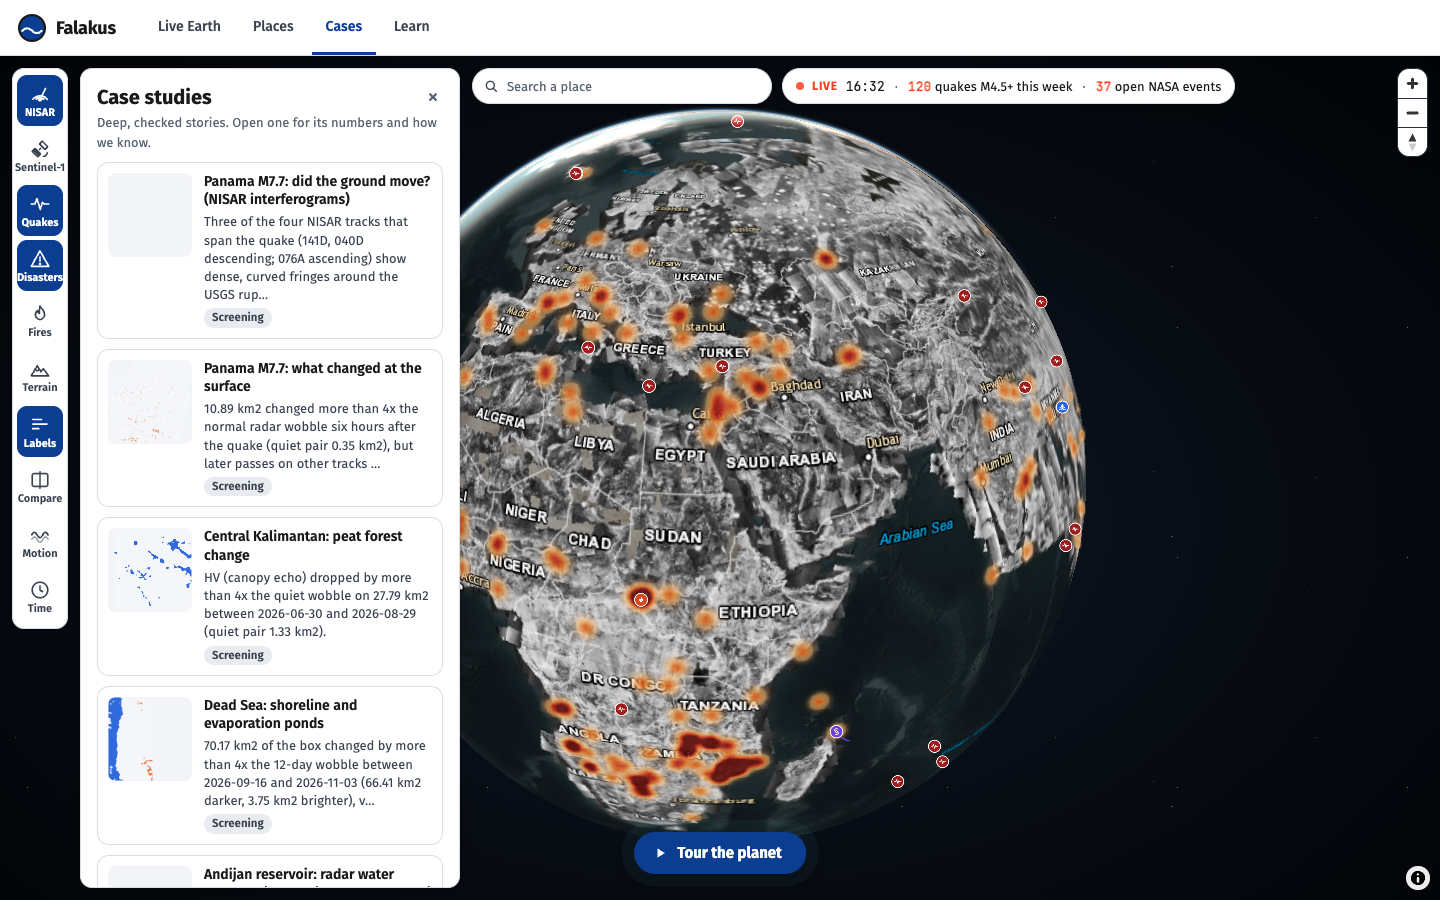 Falakus
Live Earth
Places
Cases
Learn
NISAR
Sentinel-1
Quakes
Disasters
Fires
Terrain
Labels
Compare
Motion
Time
Case studies
×
Deep, checked stories. Open one for its numbers and how
we know.
Panama M7.7: did the ground move?
(NISAR interferograms)
Three of the four NISAR tracks that
span the quake (141D, 040D
descending; 076A ascending) show
dense, curved fringes around the
USGS rup...
Screening
Panama M7.7: what changed at the
surface
10.89 km2 changed more than 4x the
normal radar wobble six hours after
the quake (quiet pair 0.35 km2), but
later passes on other tracks ...
Screening
Central Kalimantan: peat forest
change
HV (canopy echo) dropped by more
than 4x the quiet wobble on 27.79 km2
between 2026-06-30 and 2026-08-29
(quiet pair 1.33 km2).
Screening
Dead Sea: shoreline and
evaporation ponds
70.17 km2 of the box changed by more
than 4x the 12-day wobble between
2026-09-16 and 2026-11-03 (66.41 km2
darker, 3.75 km2 brighter), v...
Screening
Andijan reservoir: radar water
Search a place
LIVE 16:32 · 120 quakes M4.5+ this week · 37 open NASA events
Warsaw
UKRAINE
FRANCE
Paris
ITALY
Istanbul
GREECE
TURKEY
Baghdad
IRAN
ALGERIA
LIBYA
EGYPT
SAUDI ARABIA
Dubai
INDIA
Mumbai
NIGER
CHAD
SUDAN
Arabian Sea
NIGERIA
Accra
ETHIOPIA
DR CONGO
TANZANIA
ANGOLA
Tour the planet